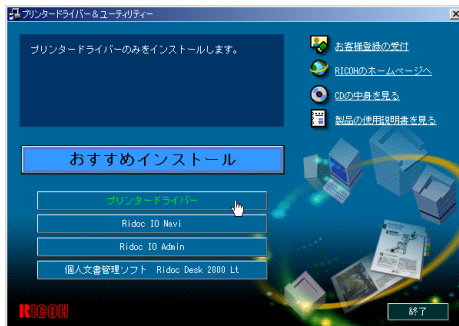 プリンタードライバー＆ユーティリティー
プリンタードライバーのみをインストールします。
お客様登録の受付
RICOHのホームページへ
CDの中身を見る
製品の使用説明書を見る
おすすめインストール
プリンタードライバー
Ridoc IO Navi
Ridoc IO Admin
個人文書管理ソフト Ridoc Desk 2000 Lt
RICOH
終了